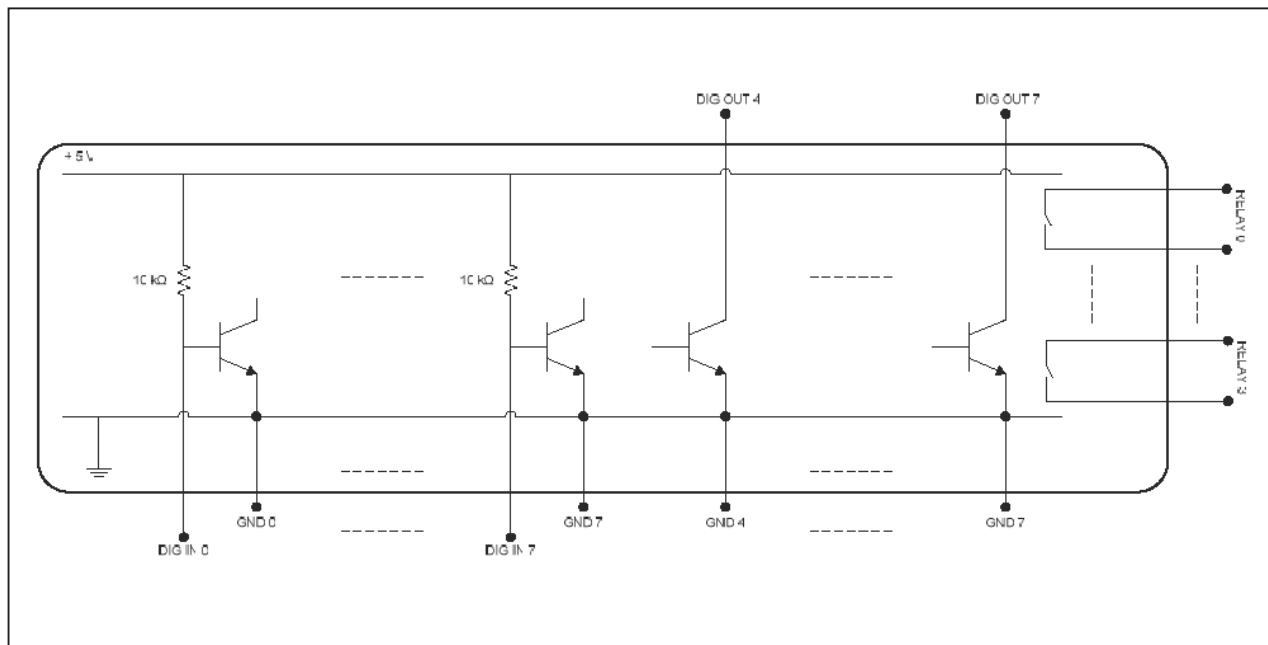 DIG OUT 4
DIG OUT 7
+ 5 V
RELAY 0
10 kΩ
10 kΩ
RELAY 3
GND 0
GND 7
GND 4
GND 7
DIG IN 0
DIG IN 7